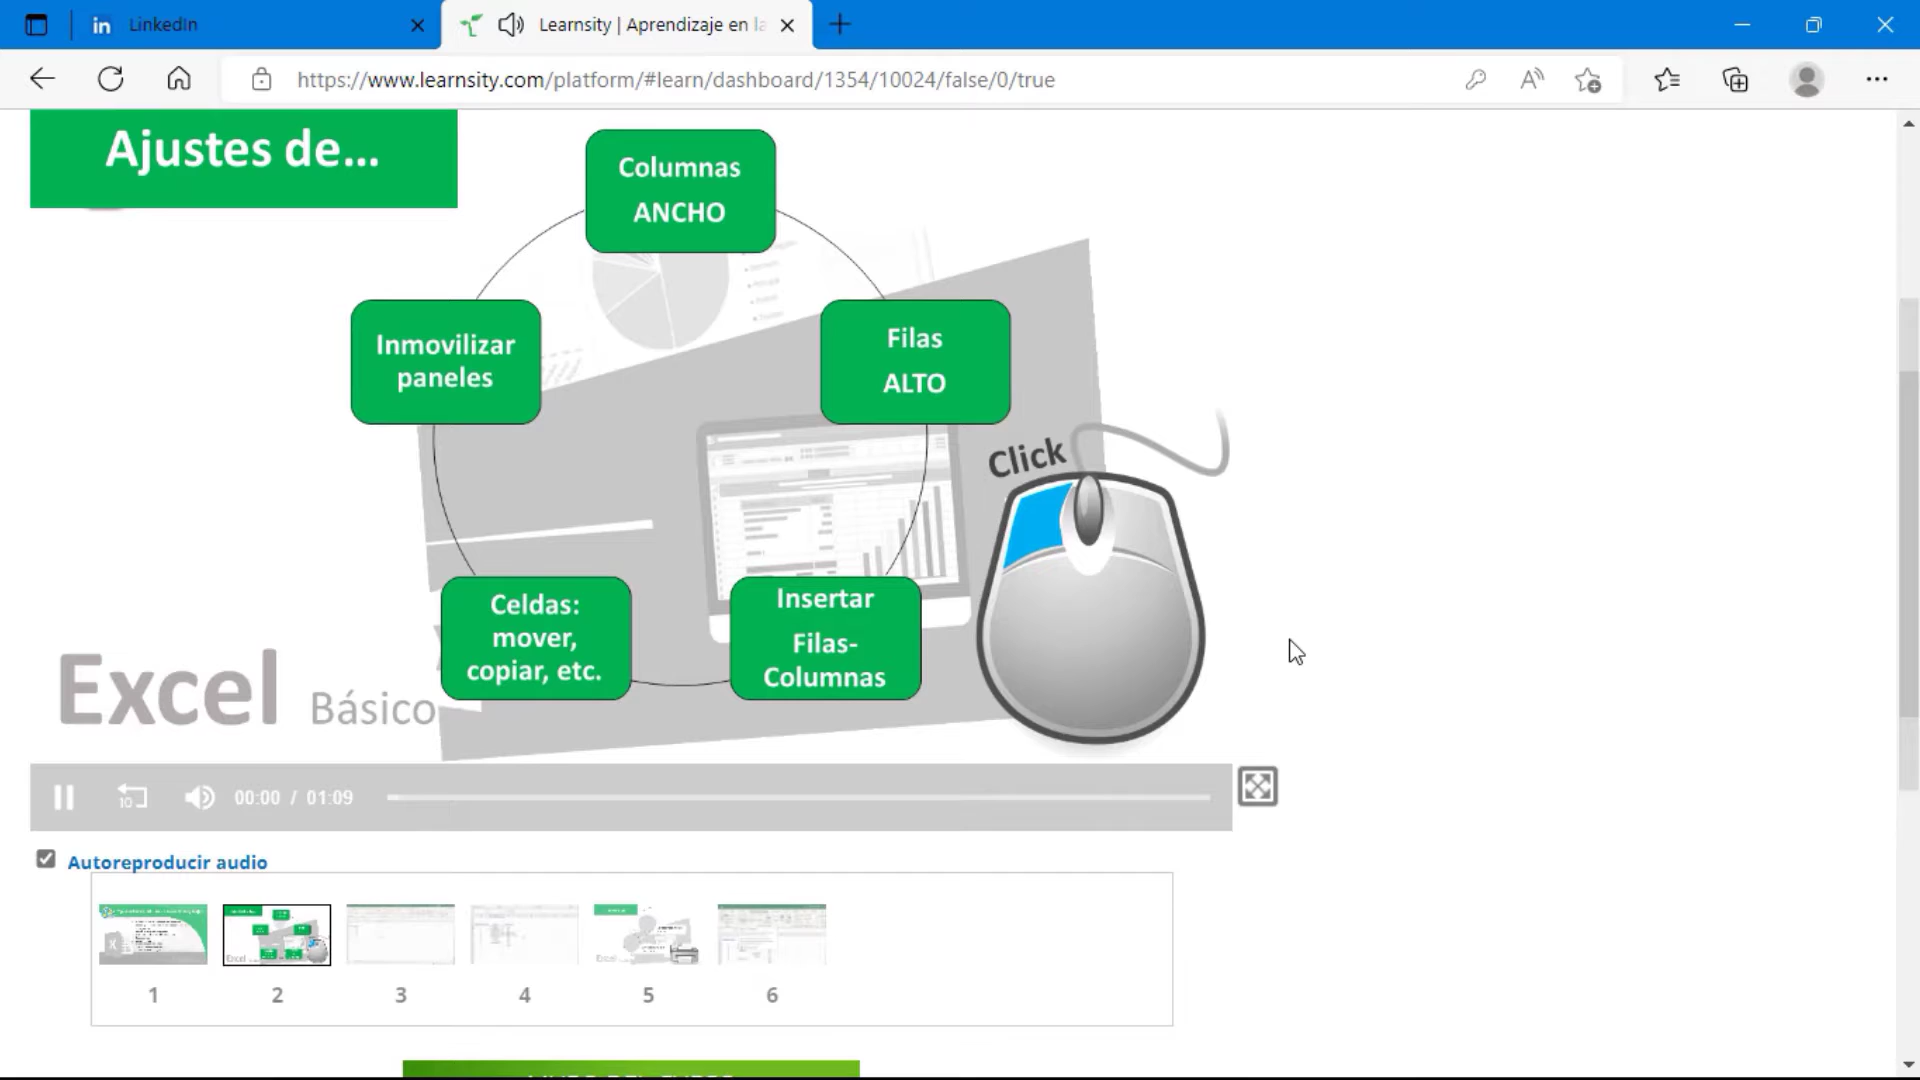 LinkedIn
Learnsity | Aprendizaje en la
https://www.learnsity.com/platform/#learn/dashboard/1354/10024/false/0/true
Ajustes de...
Columnas
ANCHO
Inmovilizar
paneles
Filas
ALTO
Click
Celdas:
mover,
copiar, etc.
Insertar
Filas-
Columnas
Excel Básico
10
00:00 / 01:09
Autoreproducir audio
1
2
3
4
5
6